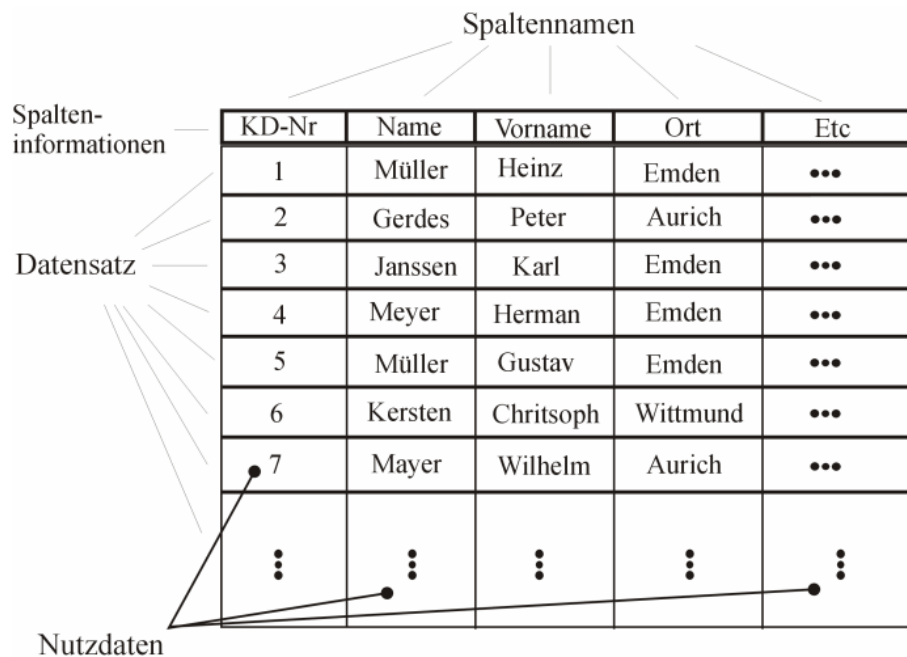 Spaltennamen
Spalten-
informationen
KD-Nr Name Vorname Ort Etc
1 Müller Heinz Emden •••
2 Gerdes Peter Aurich •••
Datensatz
3 Janssen Karl Emden •••
4 Meyer Herman Emden •••
5 Müller Gustav Emden •••
6 Kersten Chritsoph Wittmund •••
7 Mayer Wilhelm Aurich •••
Nutzdaten